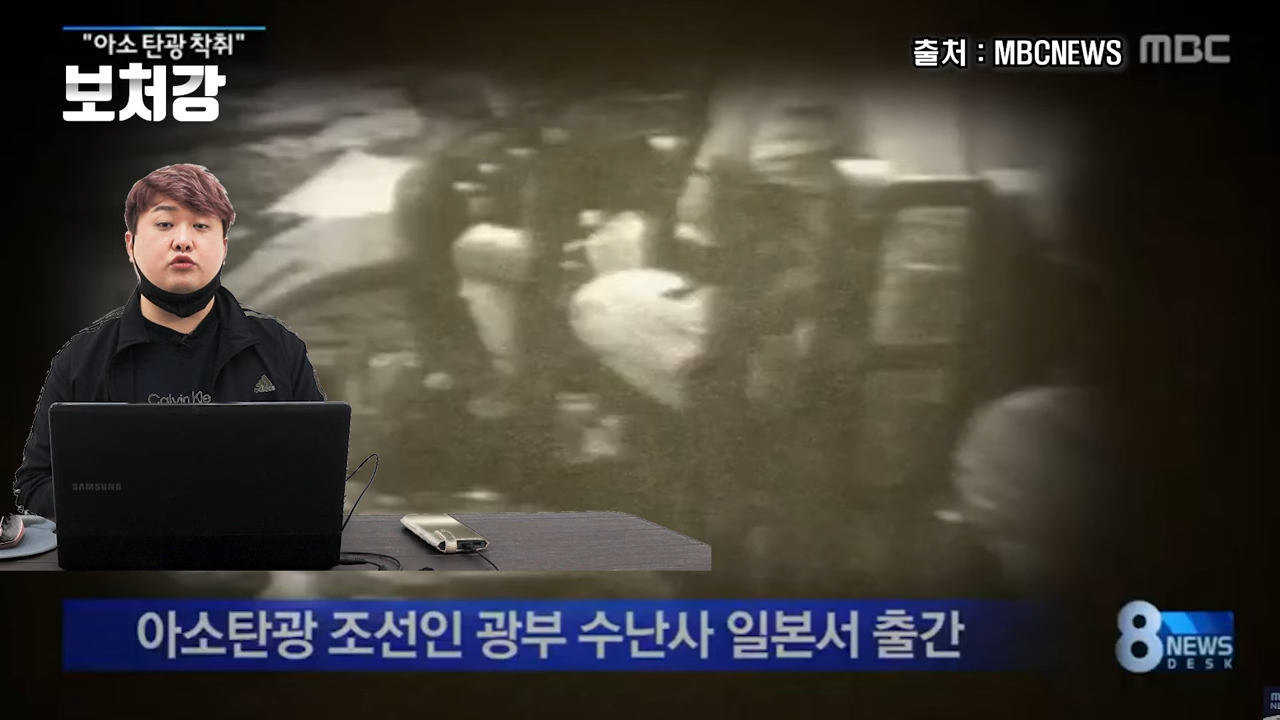 "아소 탄광 착취"
보처강
출처 : MBCNEWS
MBC
Calvin Kle
SAMSUNG
아소탄광 조선인 광부 수난사 일본서 출간
8 NEWS
DESK